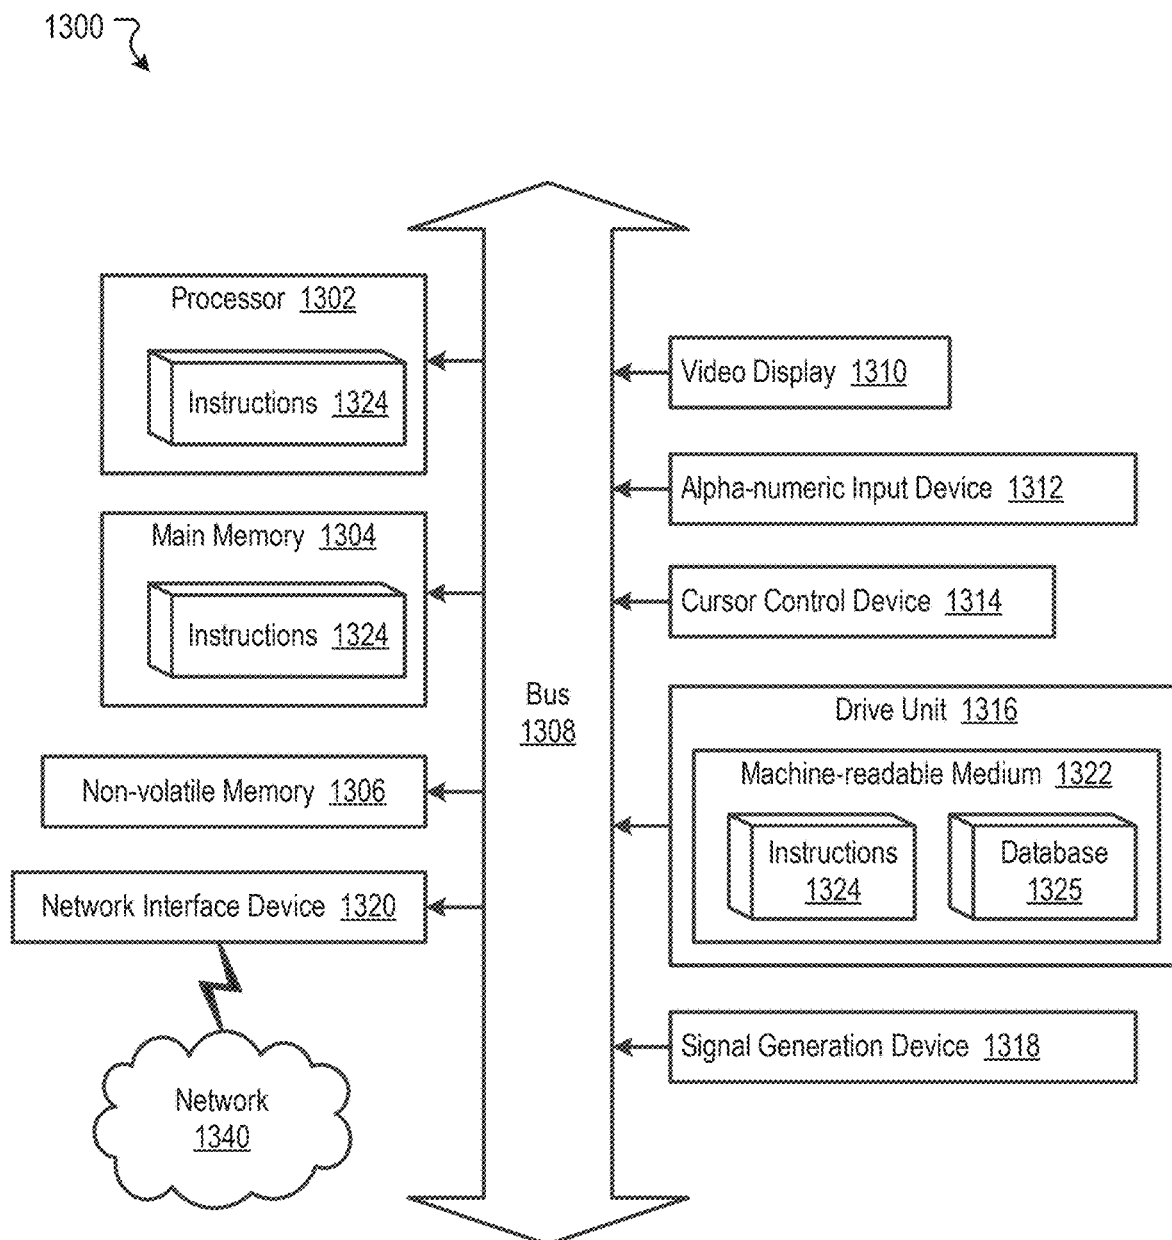 1300
Processor 1302
Instructions 1324
Main Memory 1304
Instructions 1324
Non-volatile Memory 1306
Network Interface Device 1320
Network
1340
Bus
1308
Video Display 1310
Alpha-numeric Input Device 1312
Cursor Control Device 1314
Drive Unit 1316
Machine-readable Medium 1322
Instructions
1324
Database
1325
Signal Generation Device 1318